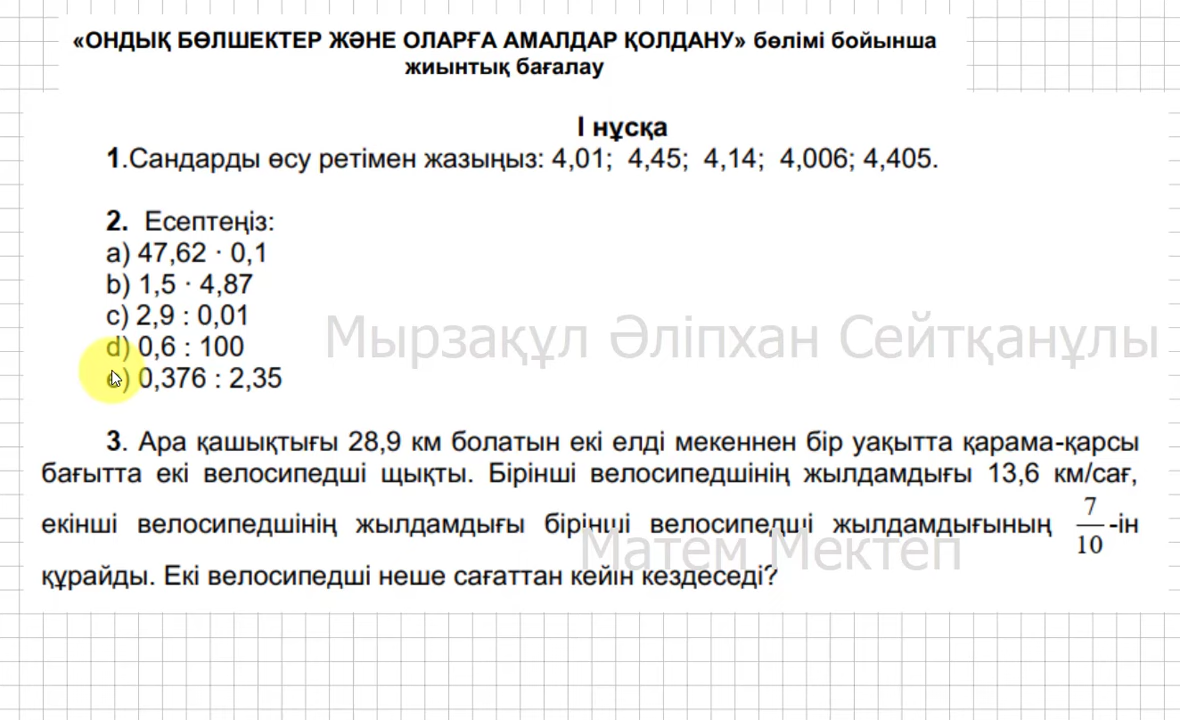 «ОНДЫҚ БӨЛШЕКТЕР ЖӘНЕ ОЛАРҒА АМАЛДАР ҚОЛДАНУ» бөлімі бойынша
жиынтық бағалау
І нұсқа
1.Сандарды өсу ретімен жазыңыз: 4,01; 4,45; 4,14; 4,006; 4,405.
2. Есептеңіз:
a) 47,62 · 0,1
b) 1,5 · 4,87
c) 2,9 : 0,01
d) 0,6 : 100
e) 0,376 : 2,35
Мырзақұл Әліпхан Сейтқанұлы
3. Ара қашықтығы 28,9 км болатын екі елді мекеннен бір уақытта қарама-қарсы
бағытта екі велосипедші щықты. Бірінші велосипедшінің жылдамдығы 13,6 км/сағ,
екінші велосипедшінің жылдамдығы бірінші велосипедші жылдамдығының 7/10-ін
құрайды. Екі велосипедші неше сағаттан кейін кездеседі?
Матем Мектеп